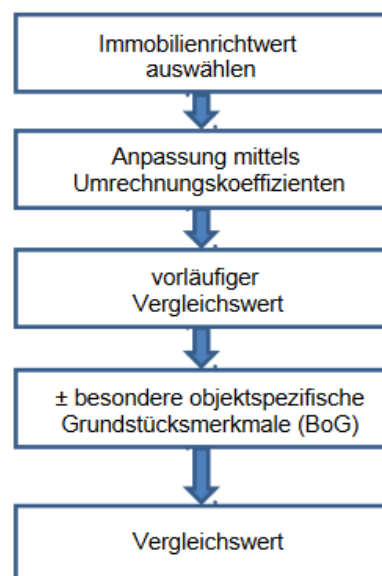 Immobilienrichtwert
auswählen
Anpassung mittels
Umrechnungskoeffizienten
vorläufiger
Vergleichswert
± besondere objektspezifische
Grundstücksmerkmale (BoG)
Vergleichswert